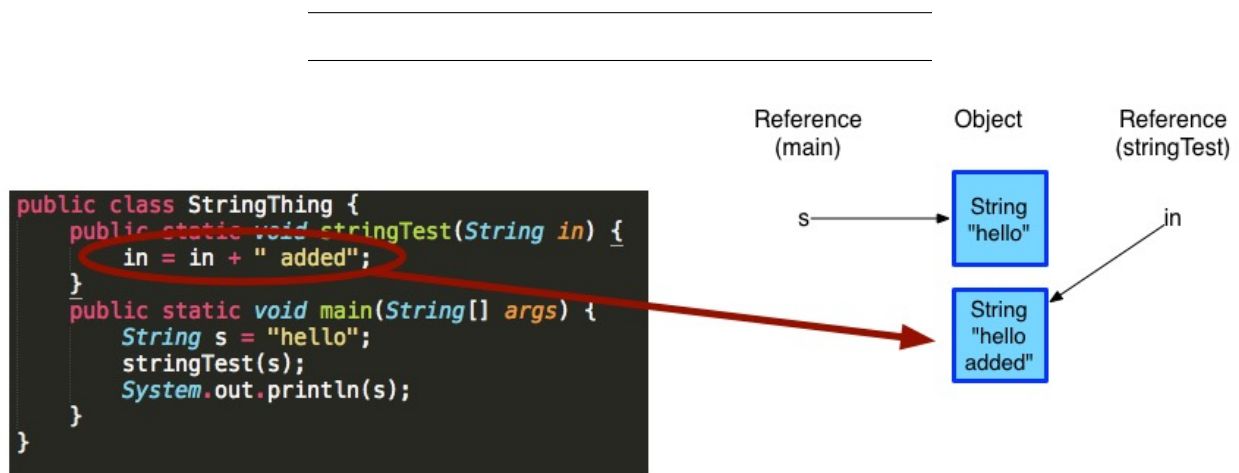 Reference
(main)
Object
Reference
(stringTest)
public class StringThing {
public static void stringTest(String in) {
in = in + " added";
}
public static void main(String[] args) {
String s = "hello";
stringTest(s);
System.out.println(s);
}
}
s
String
"hello"
in
String
"hello
added"